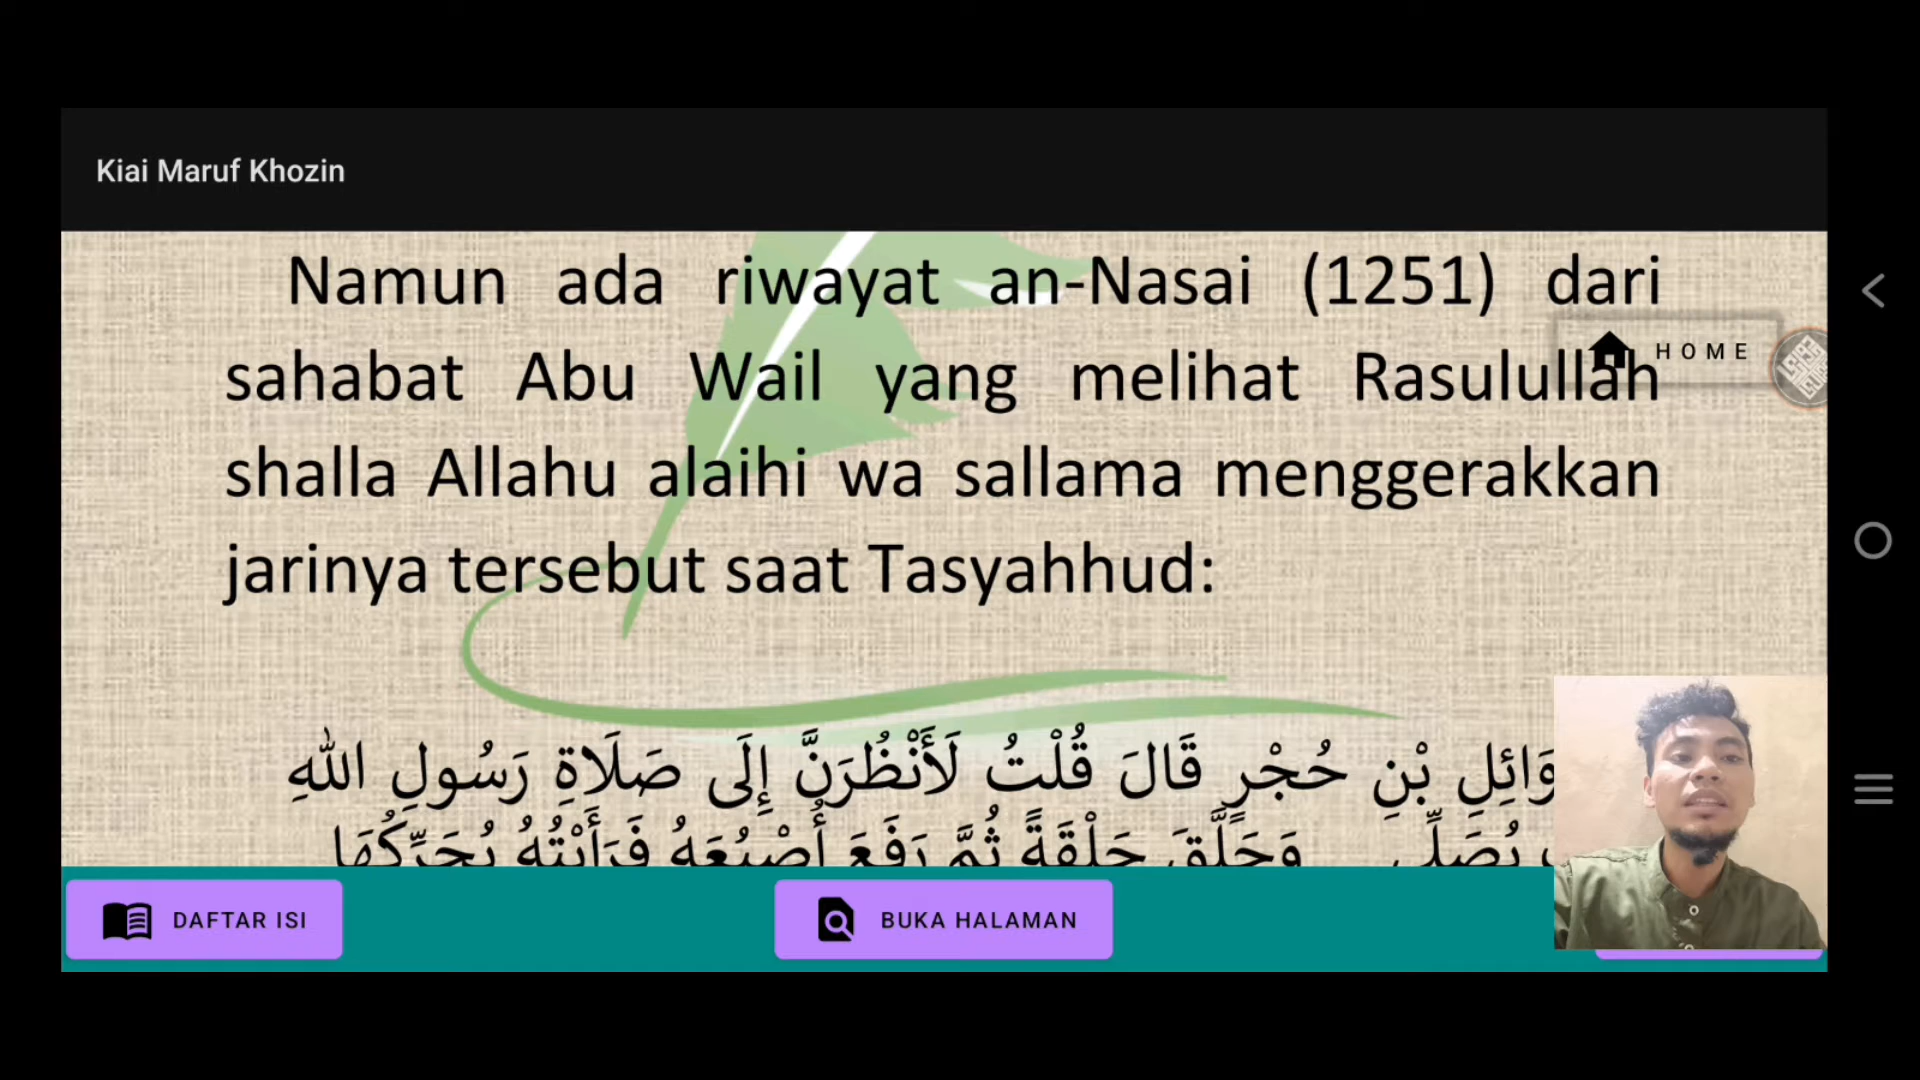 Kiai Maruf Khozin
Namun ada riwayat an-Nasai (1251) dari
HOME
sahabat Abu Wail yang melihat Rasulullah
shalla Allahu alaihi wa sallama menggerakkan
jarinya tersebut saat Tasyahhud:
وَائِلِ بْنِ حُجْرٍ قَالَ قُلْتُ لَأَنْظُرَنَّ إِلَى صَلَاةِ رَسُولِ اللهِ
يُصَلِّي وَحَلَّقَ حَلْقَةً ثُمَّ رَفَعَ أُصْبُعَهُ فَرَأَيْتُهُ يُحَرِّكُهَا
DAFTAR ISI
BUKA HALAMAN